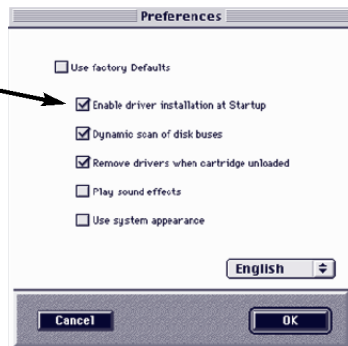 Preferences
Use factory Defaults
Enable driver installation at Startup
Dynamic scan of disk buses
Remove drivers when cartridge unloaded
Play sound effects
Use system appearance
English
Cancel
OK